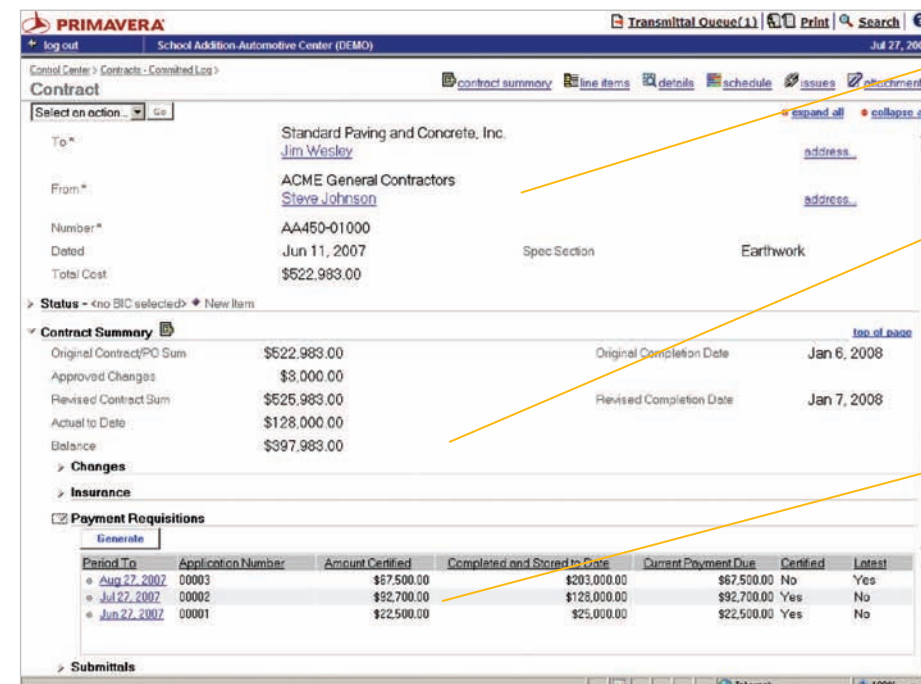 PRIMAVERA Transmittal Queue(1) Print Search
log out School Addition-Automotive Center (DEMO) Jul 27, 200
Control Center > Contracts - Committed Log >
Contract contract summary line items details schedule issues attachment
Select an action... Go expand all collapse a
To* Standard Paving and Concrete, Inc.
Jim Wesley address...
From* ACME General Contractors
Steve Johnson address...
Number* AA450-01000
Dated Jun 11, 2007 Spec Section Earthwork
Total Cost $522,983.00
Status - <no BIC selected> New Item
Contract Summary top of page
Original Contract/PO Sum $522,983.00 Original Completion Date Jan 6, 2008
Approved Changes $3,000.00
Revised Contract Sum $525,983.00 Revised Completion Date Jan 7, 2008
Actual to Date $128,000.00
Balance $397,983.00
Changes
Insurance
Payment Requisitions
Generate
Period To Application Number Amount Certified Completed and Stored to Date Current Payment Due Certified Latest
Aug 27, 2007 00003 $67,500.00 $203,000.00 $67,500.00 No Yes
Jul 27, 2007 00002 $92,700.00 $128,000.00 $92,700.00 Yes No
Jun 27, 2007 00001 $22,500.00 $25,000.00 $22,500.00 Yes No
Submittals